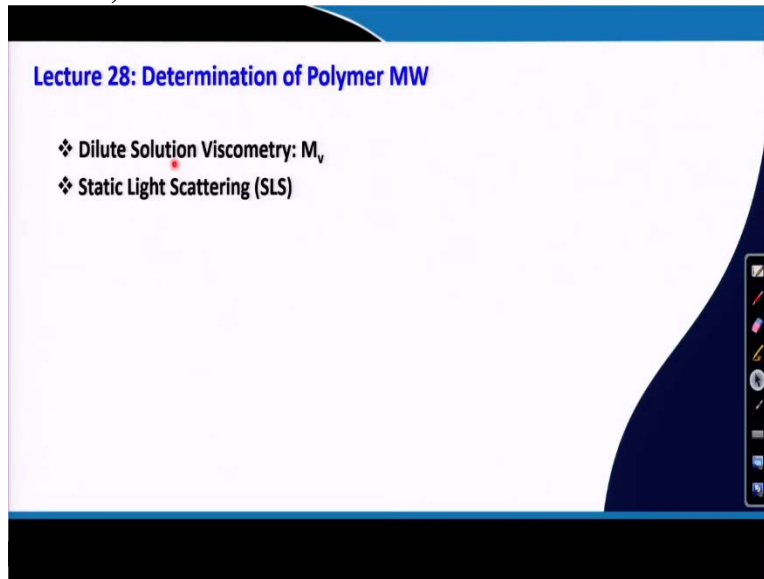 Lecture 28: Determination of Polymer MW
❖ Dilute Solution Viscometry: Mv
❖ Static Light Scattering (SLS)